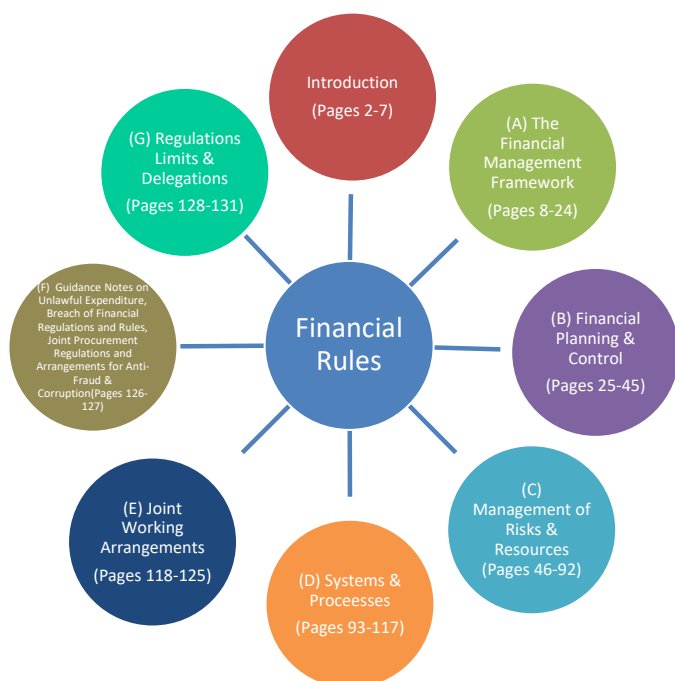 Introduction
(Pages 2-7)
(A) The
Financial
Management
Framework
(Pages 8-24)
(B) Financial
Planning &
Control
(Pages 25-45)
(C)
Management of
Risks &
Resources
(Pages 46-92)
(D) Systems &
Proceesses
(Pages 93-117)
(E) Joint
Working
Arrangements
(Pages 118-125)
(F) Guidance Notes on
Unlawful Expenditure,
Breach of Financial
Regulations and Rules,
Joint Procurement
Regulations and
Arrangements for Anti-
Fraud &
Corruption(Pages 126-
127)
(G) Regulations
Limits &
Delegations
(Pages 128-131)
Financial
Rules